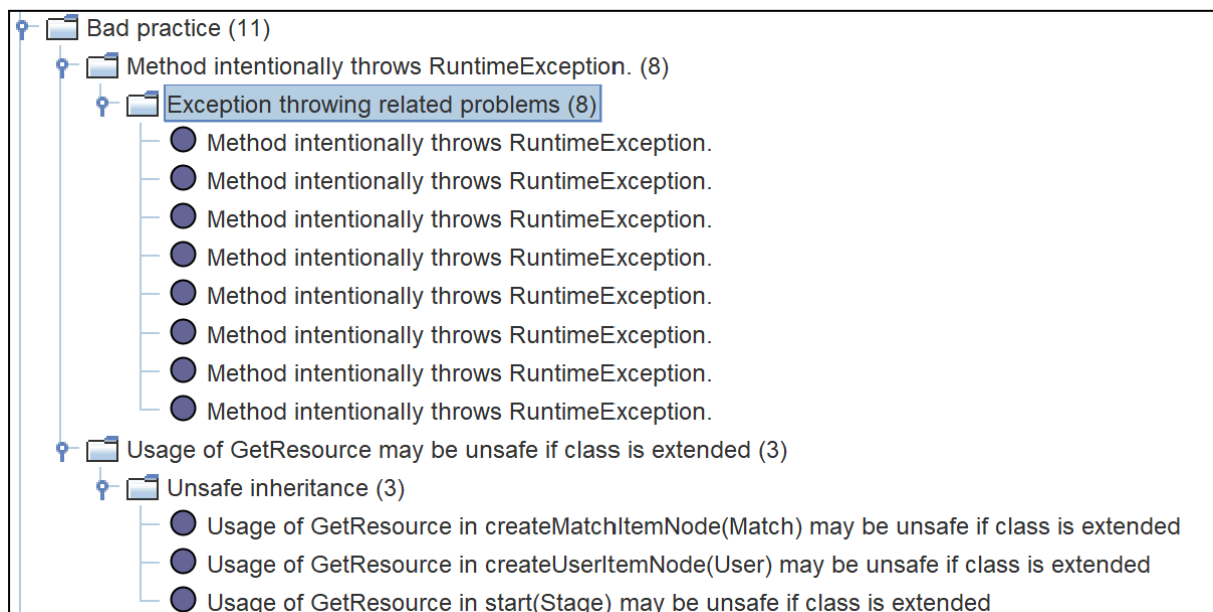 Bad practice (11)
Method intentionally throws RuntimeException. (8)
Exception throwing related problems (8)
Method intentionally throws RuntimeException.
Method intentionally throws RuntimeException.
Method intentionally throws RuntimeException.
Method intentionally throws RuntimeException.
Method intentionally throws RuntimeException.
Method intentionally throws RuntimeException.
Method intentionally throws RuntimeException.
Method intentionally throws RuntimeException.
Usage of GetResource may be unsafe if class is extended (3)
Unsafe inheritance (3)
Usage of GetResource in createMatchItemNode(Match) may be unsafe if class is extended
Usage of GetResource in createUserItemNode(User) may be unsafe if class is extended
Usage of GetResource in start(Stage) may be unsafe if class is extended